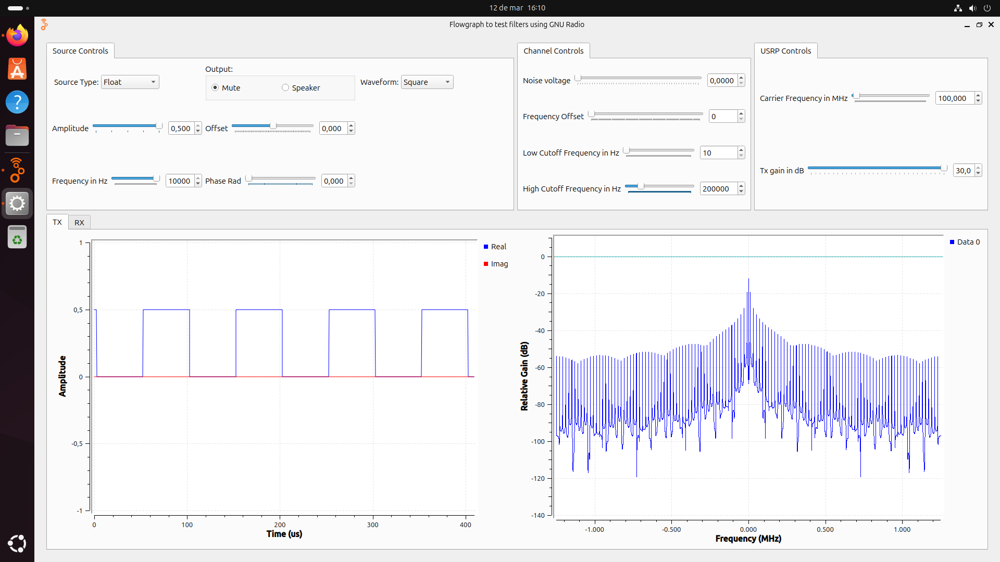 12 de mar 16:10
Flowgraph to test filters using GNU Radio
Source Controls
Source Type: Float
Output:
Mute
Speaker
Waveform: Square
Amplitude 0,500
Offset 0,000
Frequency in Hz 10000
Phase Rad 0,000
Channel Controls
Noise voltage 0,0000
Frequency Offset 0
Low Cutoff Frequency in Hz 10
High Cutoff Frequency in Hz 200000
USRP Controls
Carrier Frequency in MHz 100,000
Tx gain in dB 30,0
TX
RX
1
0,5
0
-0,5
-1
Amplitude
0 100 200 300 400
Time (us)
Real
Imag
0
-20
-40
-60
-80
-100
-120
-140
Relative Gain (dB)
-1.000 -0.500 0.000 0.500 1.000
Frequency (MHz)
Data 0